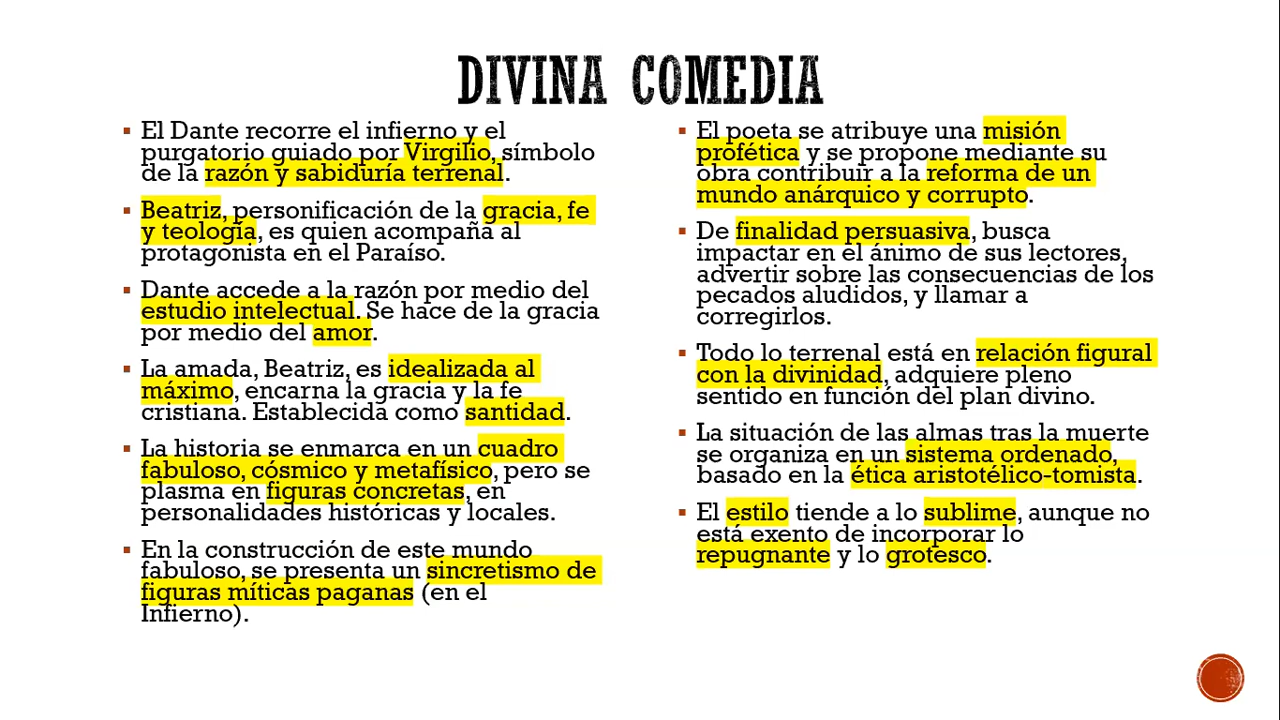 DIVINA COMEDIA
▪ El Dante recorre el infierno y el
purgatorio guiado por Virgilio, símbolo
de la razón y sabiduría terrenal.
▪ Beatriz, personificación de la gracia, fe
y teología, es quien acompaña al
protagonista en el Paraíso.
▪ Dante accede a la razón por medio del
estudio intelectual. Se hace de la gracia
por medio del amor.
▪ La amada, Beatriz, es idealizada al
máximo, encarna la gracia y la fe
cristiana. Establecida como santidad.
▪ La historia se enmarca en un cuadro
fabuloso, cósmico y metafísico, pero se
plasma en figuras concretas, en
personalidades históricas y locales.
▪ En la construcción de este mundo
fabuloso, se presenta un sincretismo de
figuras míticas paganas (en el
Infierno).
▪ El poeta se atribuye una misión
profética y se propone mediante su
obra contribuir a la reforma de un
mundo anárquico y corrupto.
▪ De finalidad persuasiva, busca
impactar en el ánimo de sus lectores,
advertir sobre las consecuencias de los
pecados aludidos, y llamar a
corregirlos.
▪ Todo lo terrenal está en relación figural
con la divinidad, adquiere pleno
sentido en función del plan divino.
▪ La situación de las almas tras la muerte
se organiza en un sistema ordenado,
basado en la ética aristotélico-tomista.
▪ El estilo tiende a lo sublime, aunque no
está exento de incorporar lo
repugnante y lo grotesco.